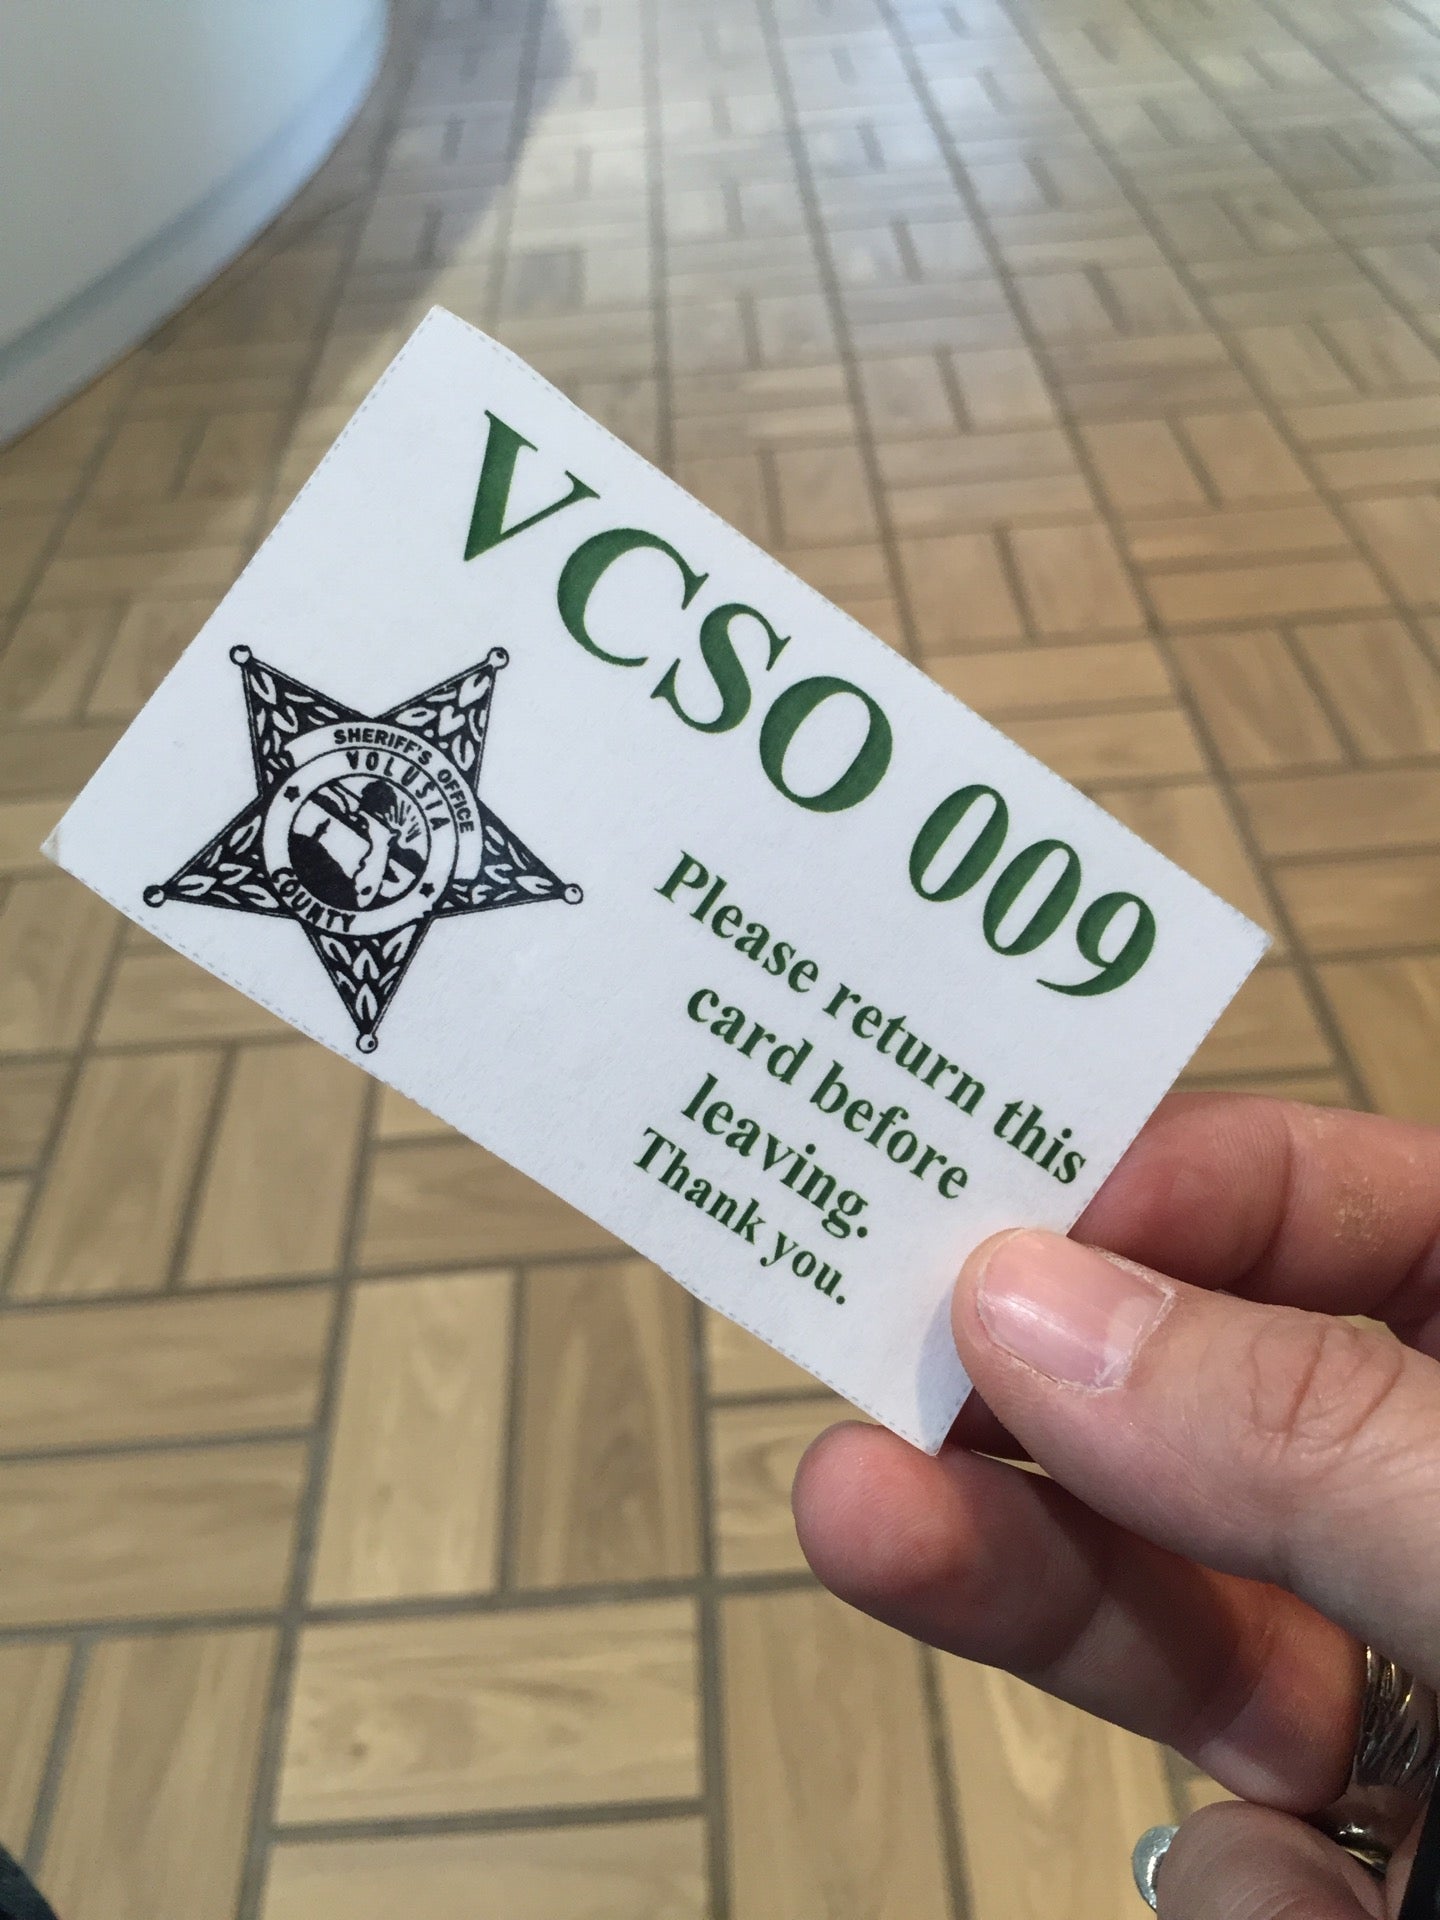 VCSO 009
SHERIFF'S OFFICE
VOLUSIA
COUNTY
Please return this
card before
leaving.
Thank you.